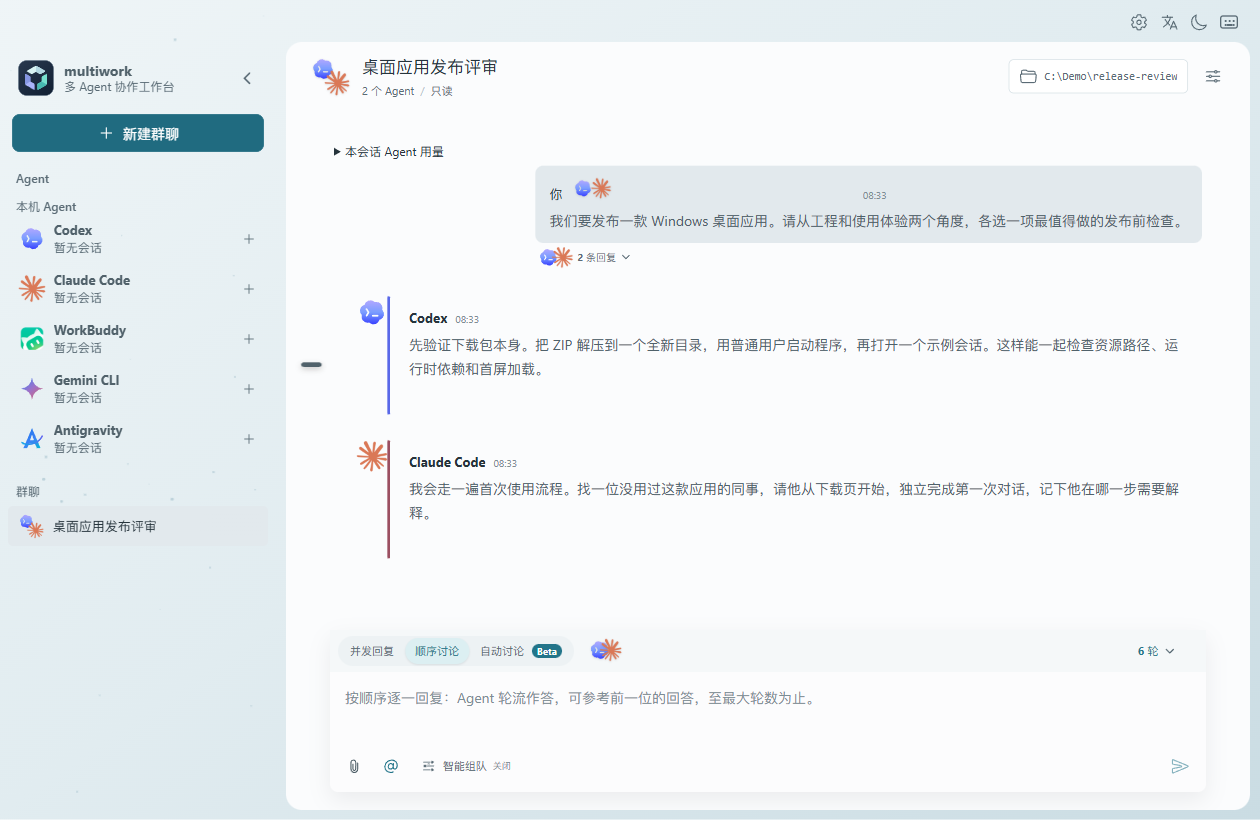 multiwork
多 Agent 协作工作台
新建群聊
Agent
本机 Agent
Codex
暂无会话
Claude Code
暂无会话
WorkBuddy
暂无会话
Gemini CLI
暂无会话
Antigravity
暂无会话
群聊
桌面应用发布评审
桌面应用发布评审
2 个 Agent / 只读
C:\Demo\release-review
本会话 Agent 用量
你
08:33
我们要发布一款 Windows 桌面应用。请从工程和使用体验两个角度，各选一项最值得做的发布前检查。
2 条回复
Codex 08:33
先验证下载包本身。把 ZIP 解压到一个全新目录，用普通用户启动程序，再打开一个示例会话。这样能一起检查资源路径、运
行时依赖和首屏加载。
Claude Code 08:33
我会走一遍首次使用流程。找一位没用过这款应用的同事，请他从下载页开始，独立完成第一次对话，记下他在哪一步需要解
释。
并发回复 顺序讨论 自动讨论 Beta
6 轮
按顺序逐一回复：Agent 轮流作答，可参考前一位的回答，至最大轮数为止。
@ 智能组队 关闭